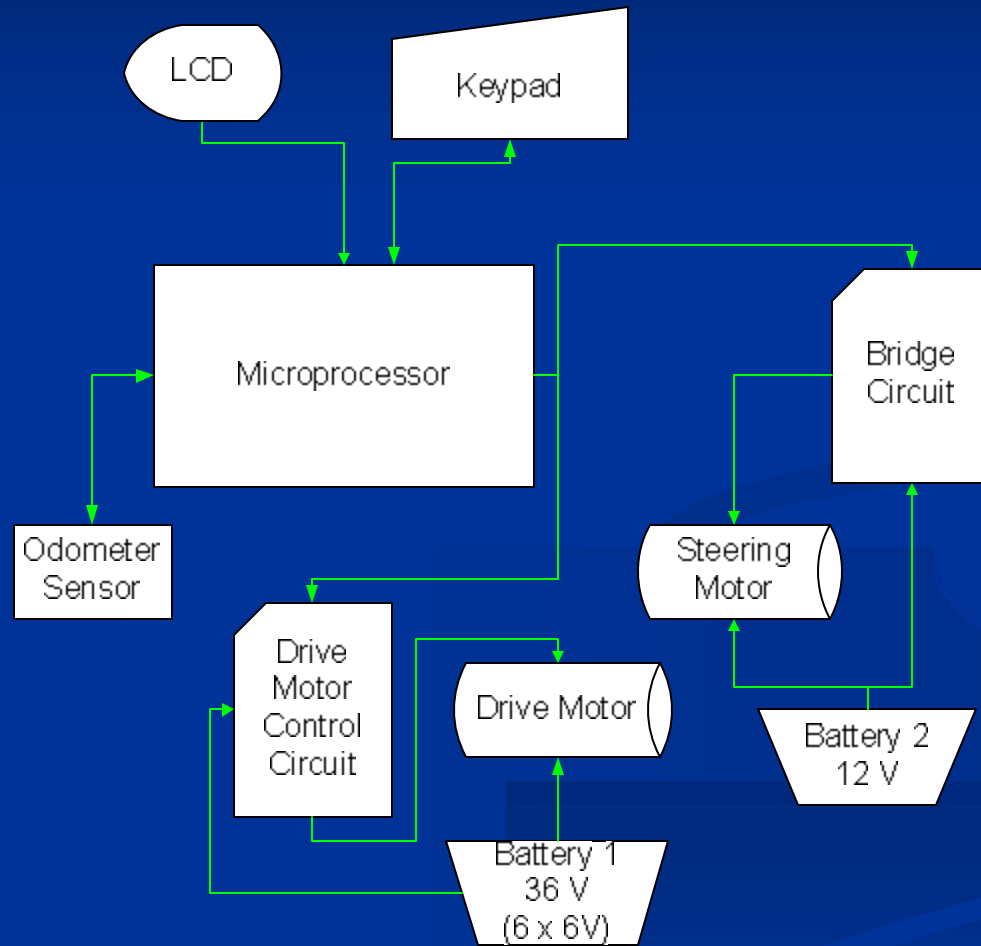 LCD
Keypad
Microprocessor
Bridge
Circuit
Odometer
Sensor
Steering
Motor
Drive
Motor
Control
Circuit
Drive Motor
Battery 2
12 V
Battery 1
36 V
(6 x 6V)